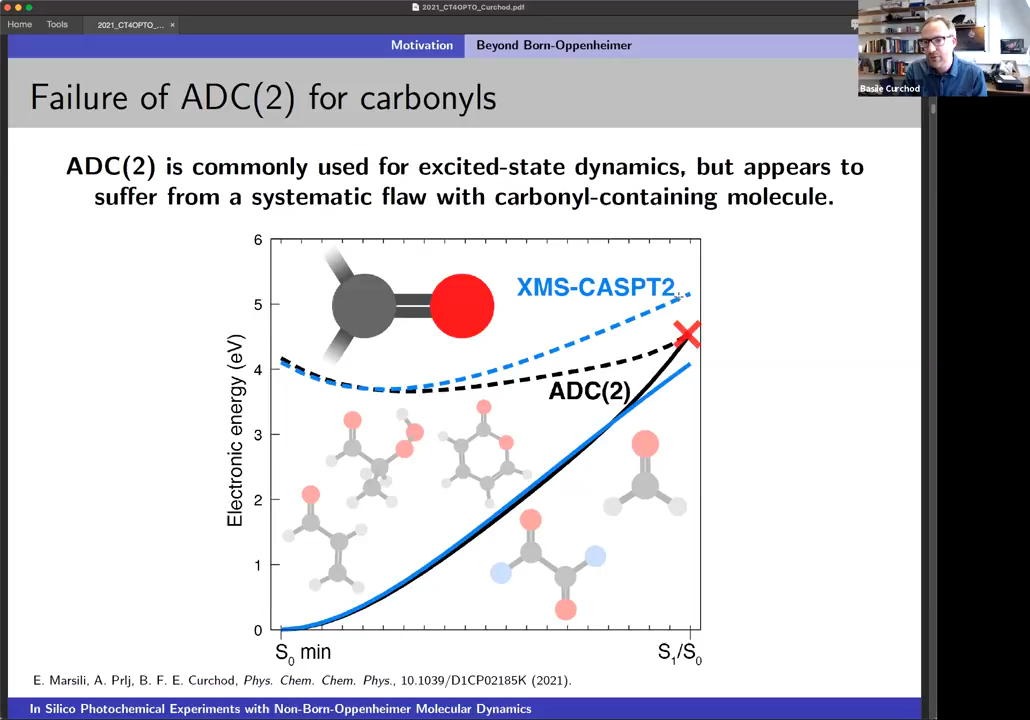 2021_CT4OPTO_Curchod.pdf
Home Tools 2021_CT4OPTO_... ×
Motivation Beyond Born-Oppenheimer
Basile Curchod
Failure of ADC(2) for carbonyls
ADC(2) is commonly used for excited-state dynamics, but appears to
suffer from a systematic flaw with carbonyl-containing molecule.
6
5
4
3
2
1
0
Electronic energy (eV)
XMS-CASPT2
ADC(2)
S0 min
S1/S0
E. Marsili, A. Prlj, B. F. E. Curchod, Phys. Chem. Chem. Phys., 10.1039/D1CP02185K (2021).
In Silico Photochemical Experiments with Non-Born-Oppenheimer Molecular Dynamics